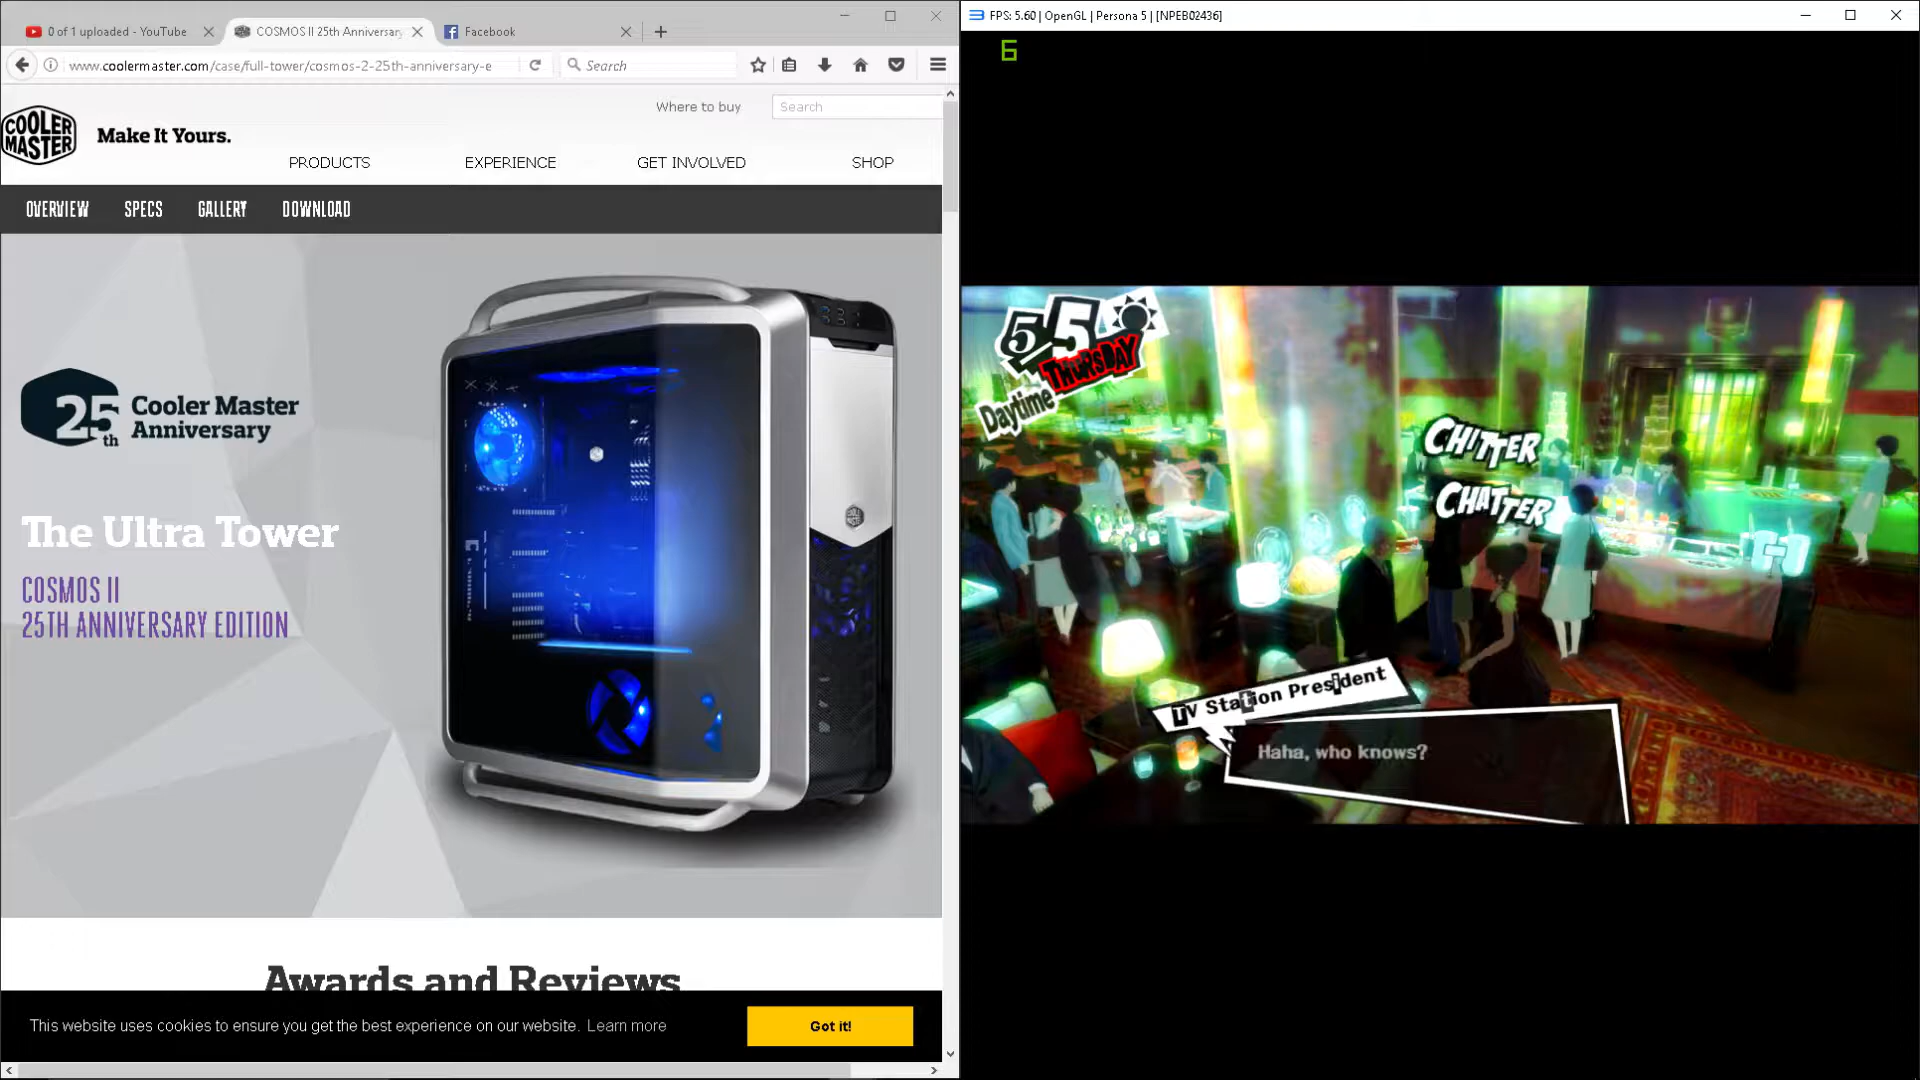 0 of 1 uploaded - YouTube
COSMOS II 25th Anniversary
Facebook
www.coolermaster.com/case/full-tower/cosmos-2-25th-anniversary-e
Search
Where to buy
Search
COOLER
MASTER
Make It Yours.
PRODUCTS
EXPERIENCE
GET INVOLVED
SHOP
OVERVIEW
SPECS
GALLERY
DOWNLOAD
25th
Cooler Master
Anniversary
The Ultra Tower
COSMOS II
25TH ANNIVERSARY EDITION
Awards and Reviews
This website uses cookies to ensure you get the best experience on our website. Learn more
Got it!
FPS: 5.60 | OpenGL | Persona 5 | [NPEB02436]
6
5/5
THURSDAY
Daytime
CHITTER
CHATTER
TV Station President
Haha, who knows?